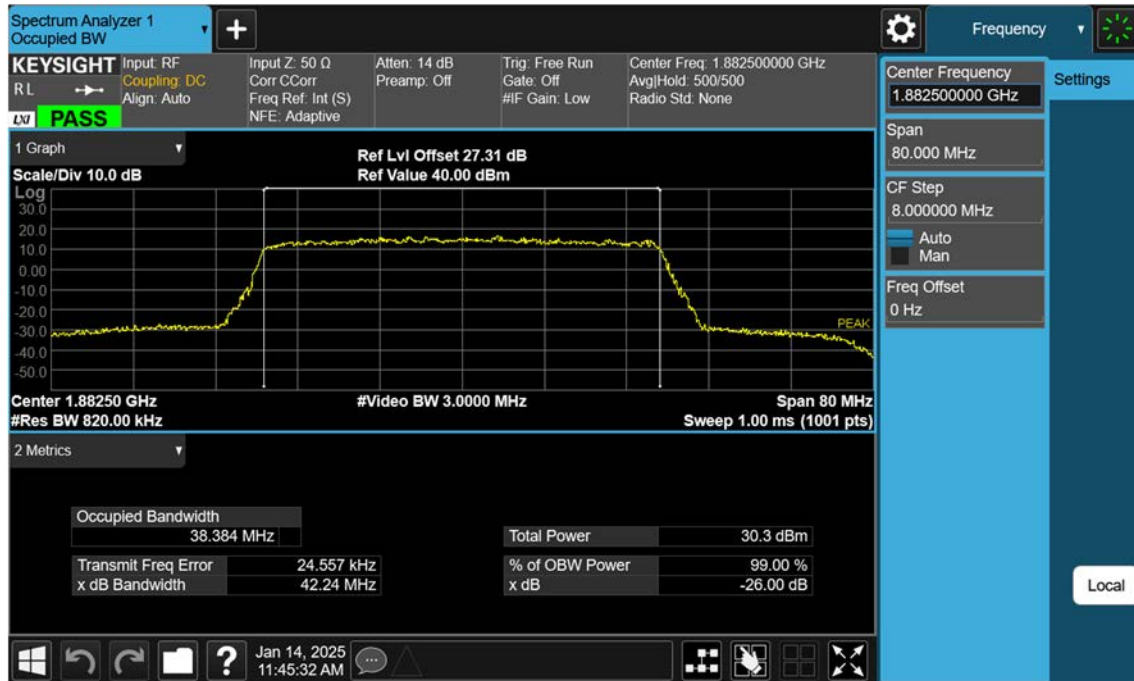 Spectrum Analyzer 1
Occupied BW
+
Frequency
KEYSIGHT
R L
LXI PASS
Input: RF
Coupling: DC
Align: Auto
Input Z: 50 Ω
Corr CCorr
Freq Ref: Int (S)
NFE: Adaptive
Atten: 14 dB
Preamp: Off
Trig: Free Run
Gate: Off
#IF Gain: Low
Center Freq: 1.882500000 GHz
Avg|Hold: 500/500
Radio Std: None
Center Frequency
1.882500000 GHz
Settings
Span
80.000 MHz
CF Step
8.000000 MHz
Auto
Man
Freq Offset
0 Hz
Local
1 Graph
Scale/Div 10.0 dB
Ref Lvl Offset 27.31 dB
Ref Value 40.00 dBm
Log
30.0
20.0
10.0
0.00
-10.0
-20.0
-30.0
-40.0
-50.0
PEAK
Center 1.88250 GHz
#Res BW 820.00 kHz
#Video BW 3.0000 MHz
Span 80 MHz
Sweep 1.00 ms (1001 pts)
2 Metrics
Occupied Bandwidth
38.384 MHz
Total Power 30.3 dBm
Transmit Freq Error 24.557 kHz
% of OBW Power 99.00 %
x dB Bandwidth 42.24 MHz
x dB -26.00 dB
?
Jan 14, 2025
11:45:32 AM